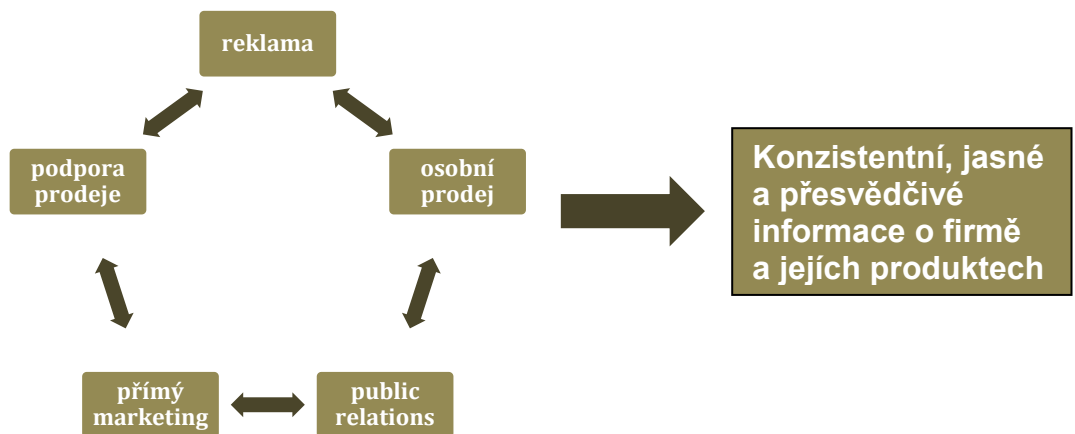 reklama
podpora
prodeje
osobní
prodej
Konzistentní, jasné
a přesvědčivé
informace o firmě
a jejích produktech
přímý
marketing
public
relations